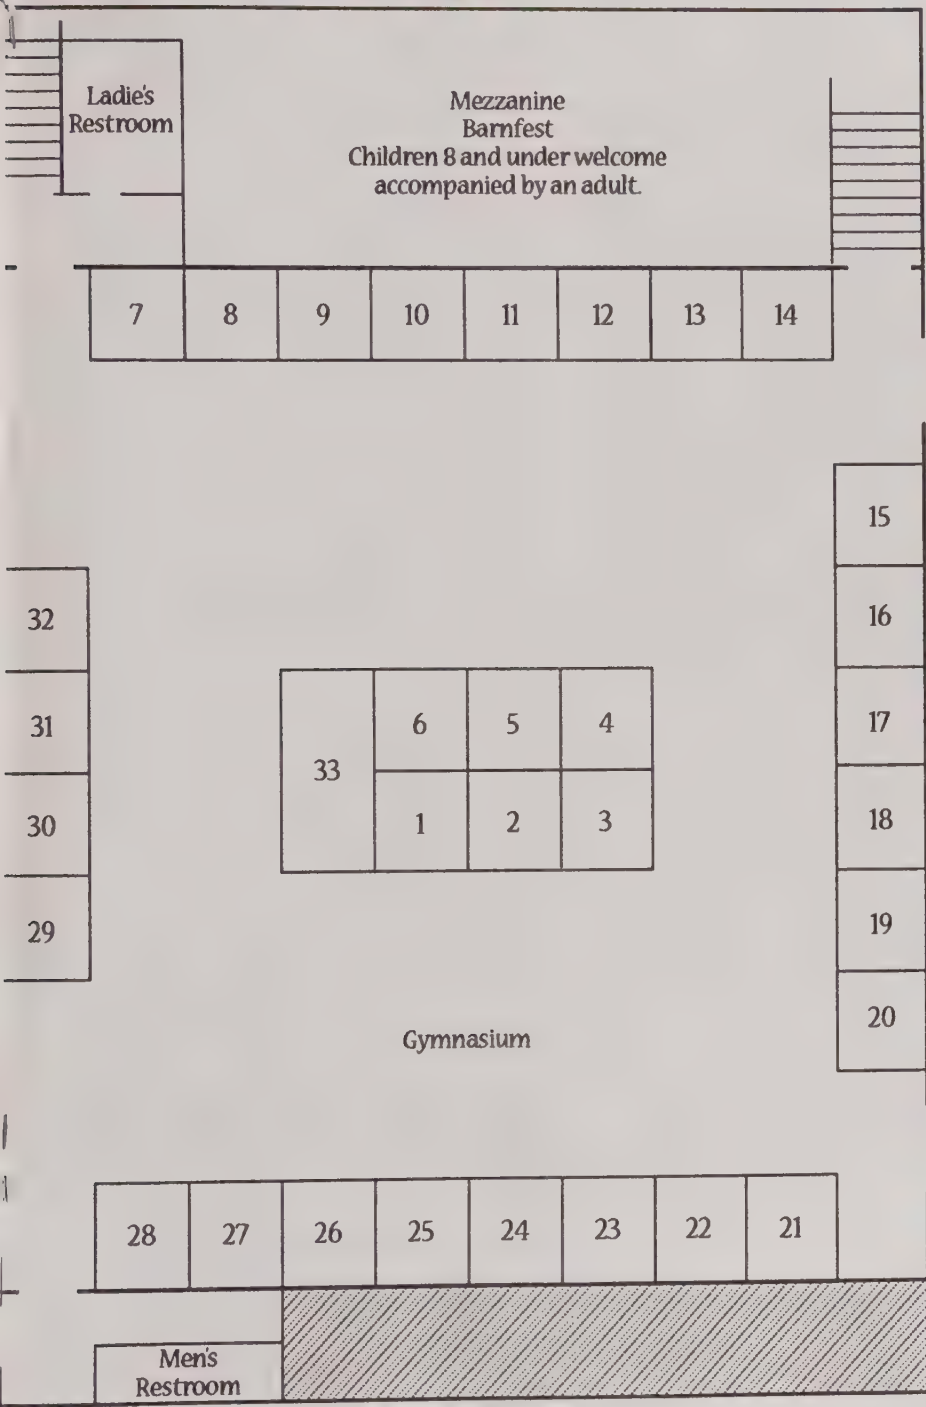 Ladie's
Restroom
Mezzanine
Barnfest
Children 8 and under welcome
accompanied by an adult.
7 8 9 10 11 12 13 14
15
32
16
31
6 5 4
17
33
30
1 2 3
18
29
19
20
Gymnasium
28 27 26 25 24 23 22 21
Men's
Restroom